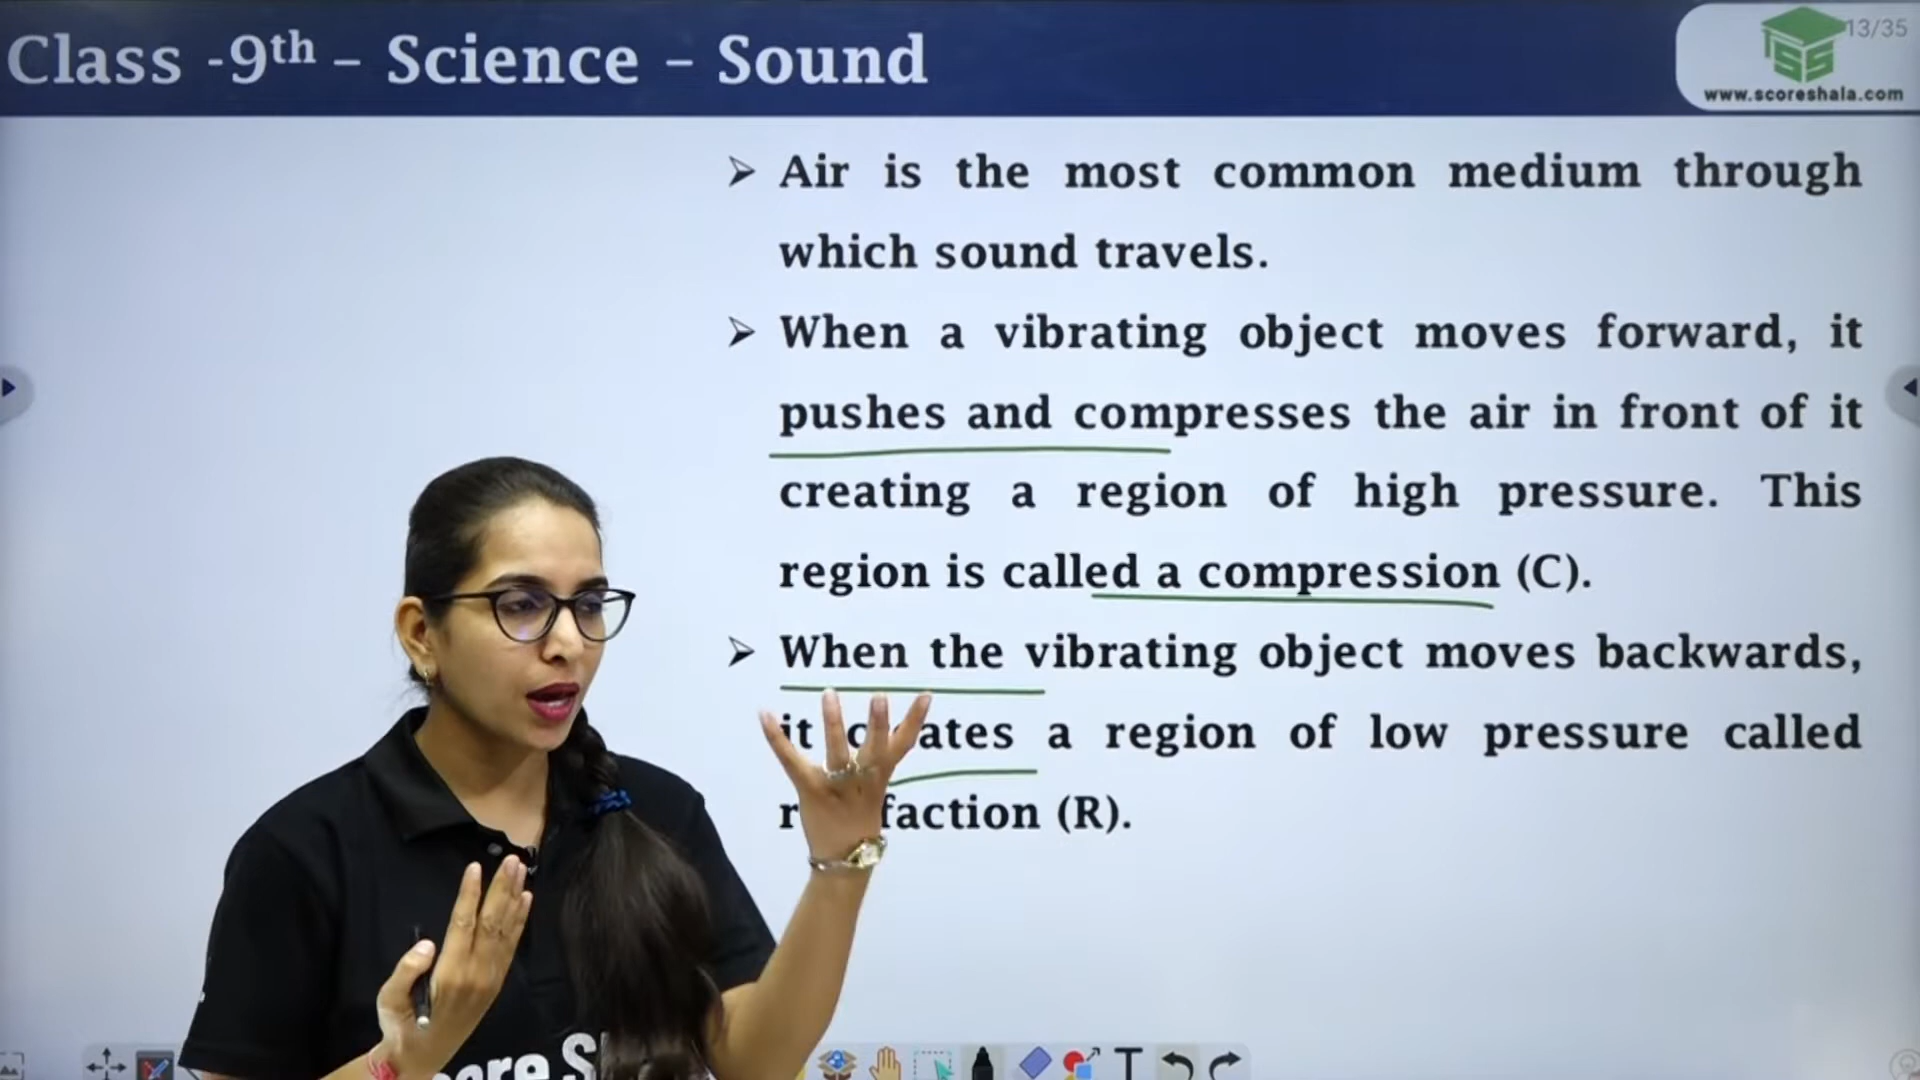 Class -9th – Science – Sound
13/35
www.scoreshala.com
➢ Air is the most common medium through
which sound travels.
➢ When a vibrating object moves forward, it
pushes and compresses the air in front of it
creating a region of high pressure. This
region is called a compression (C).
➢ When the vibrating object moves backwards,
it a region of low pressure called
(R).